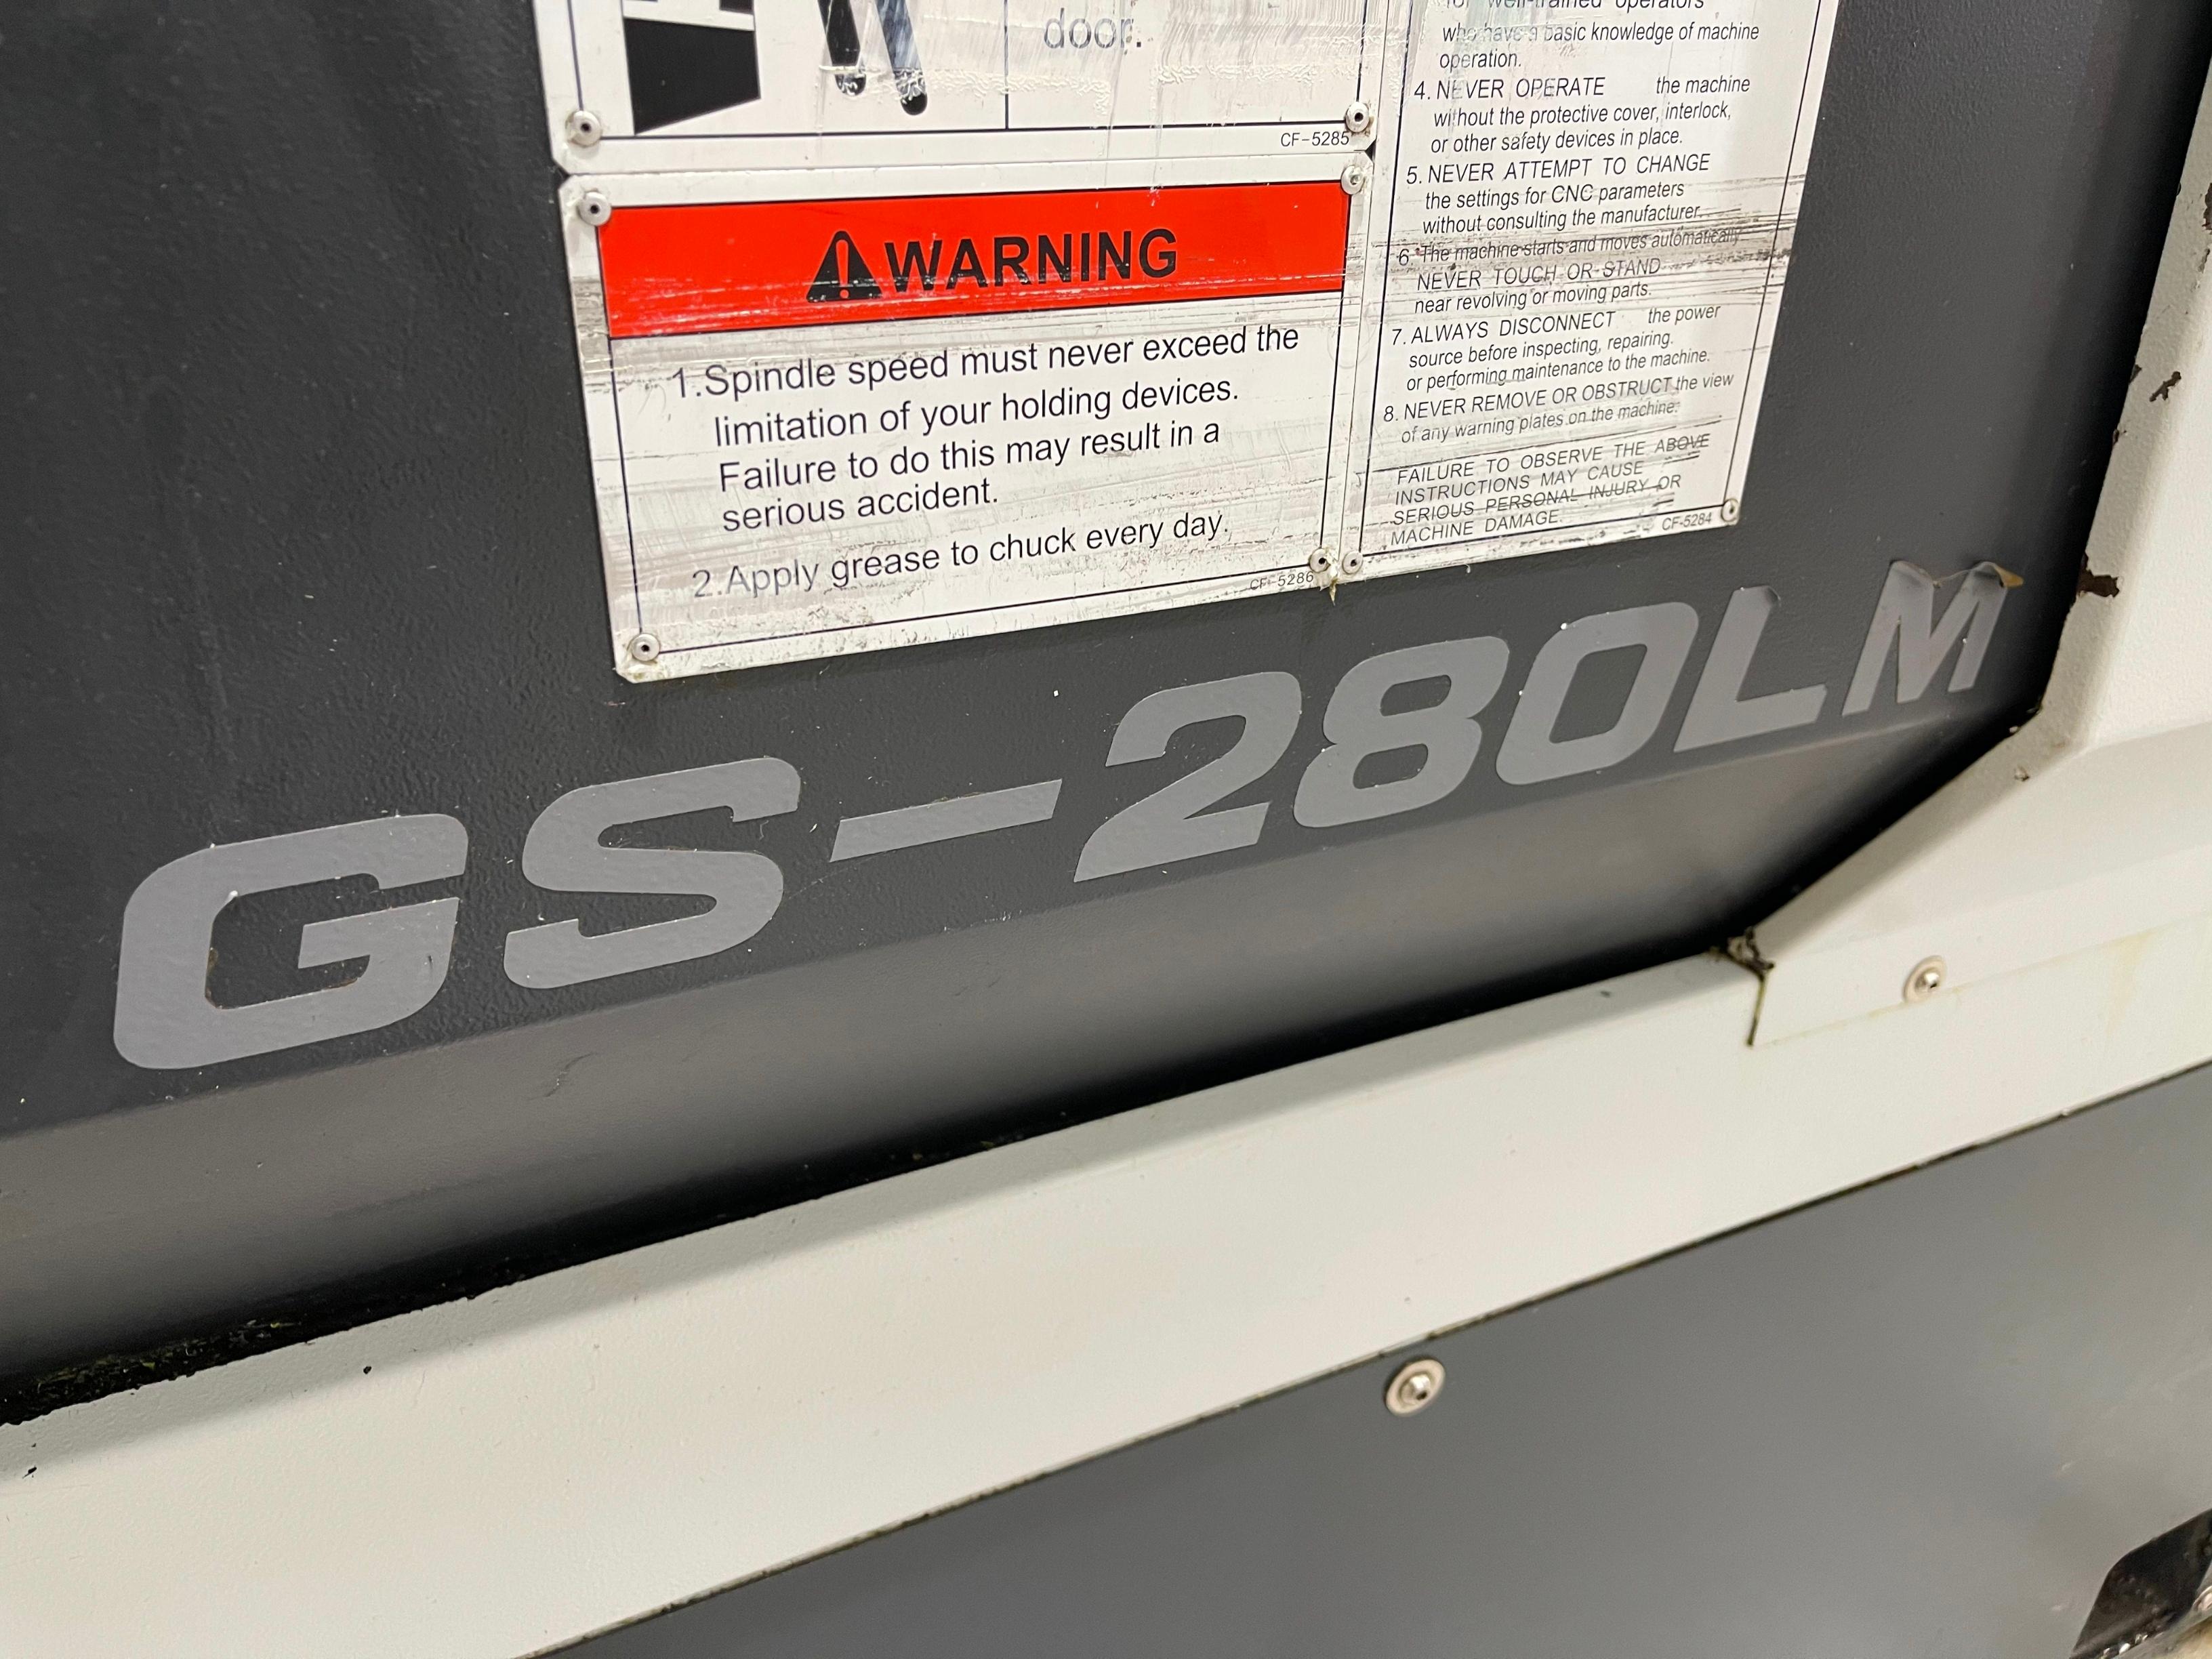 door.
CF-5285
WARNING
1.Spindle speed must never exceed the
limitation of your holding devices.
Failure to do this may result in a
serious accident.
2.Apply grease to chuck every day.
CF-5286
for well-trained operators
who have a basic knowledge of machine
operation.
4. NEVER OPERATE the machine
without the protective cover, interlock,
or other safety devices in place.
5. NEVER ATTEMPT TO CHANGE
the settings for CNC parameters
without consulting the manufacturer.
6. The machine starts and moves automatically
NEVER TOUCH OR STAND
near revolving or moving parts.
7. ALWAYS DISCONNECT the power
source before inspecting, repairing.
or performing maintenance to the machine.
8. NEVER REMOVE OR OBSTRUCT the view
of any warning plates on the machine.
FAILURE TO OBSERVE THE ABOVE
INSTRUCTIONS MAY CAUSE
SERIOUS PERSONAL INJURY OR
MACHINE DAMAGE.
CF-5284
GS-280LM